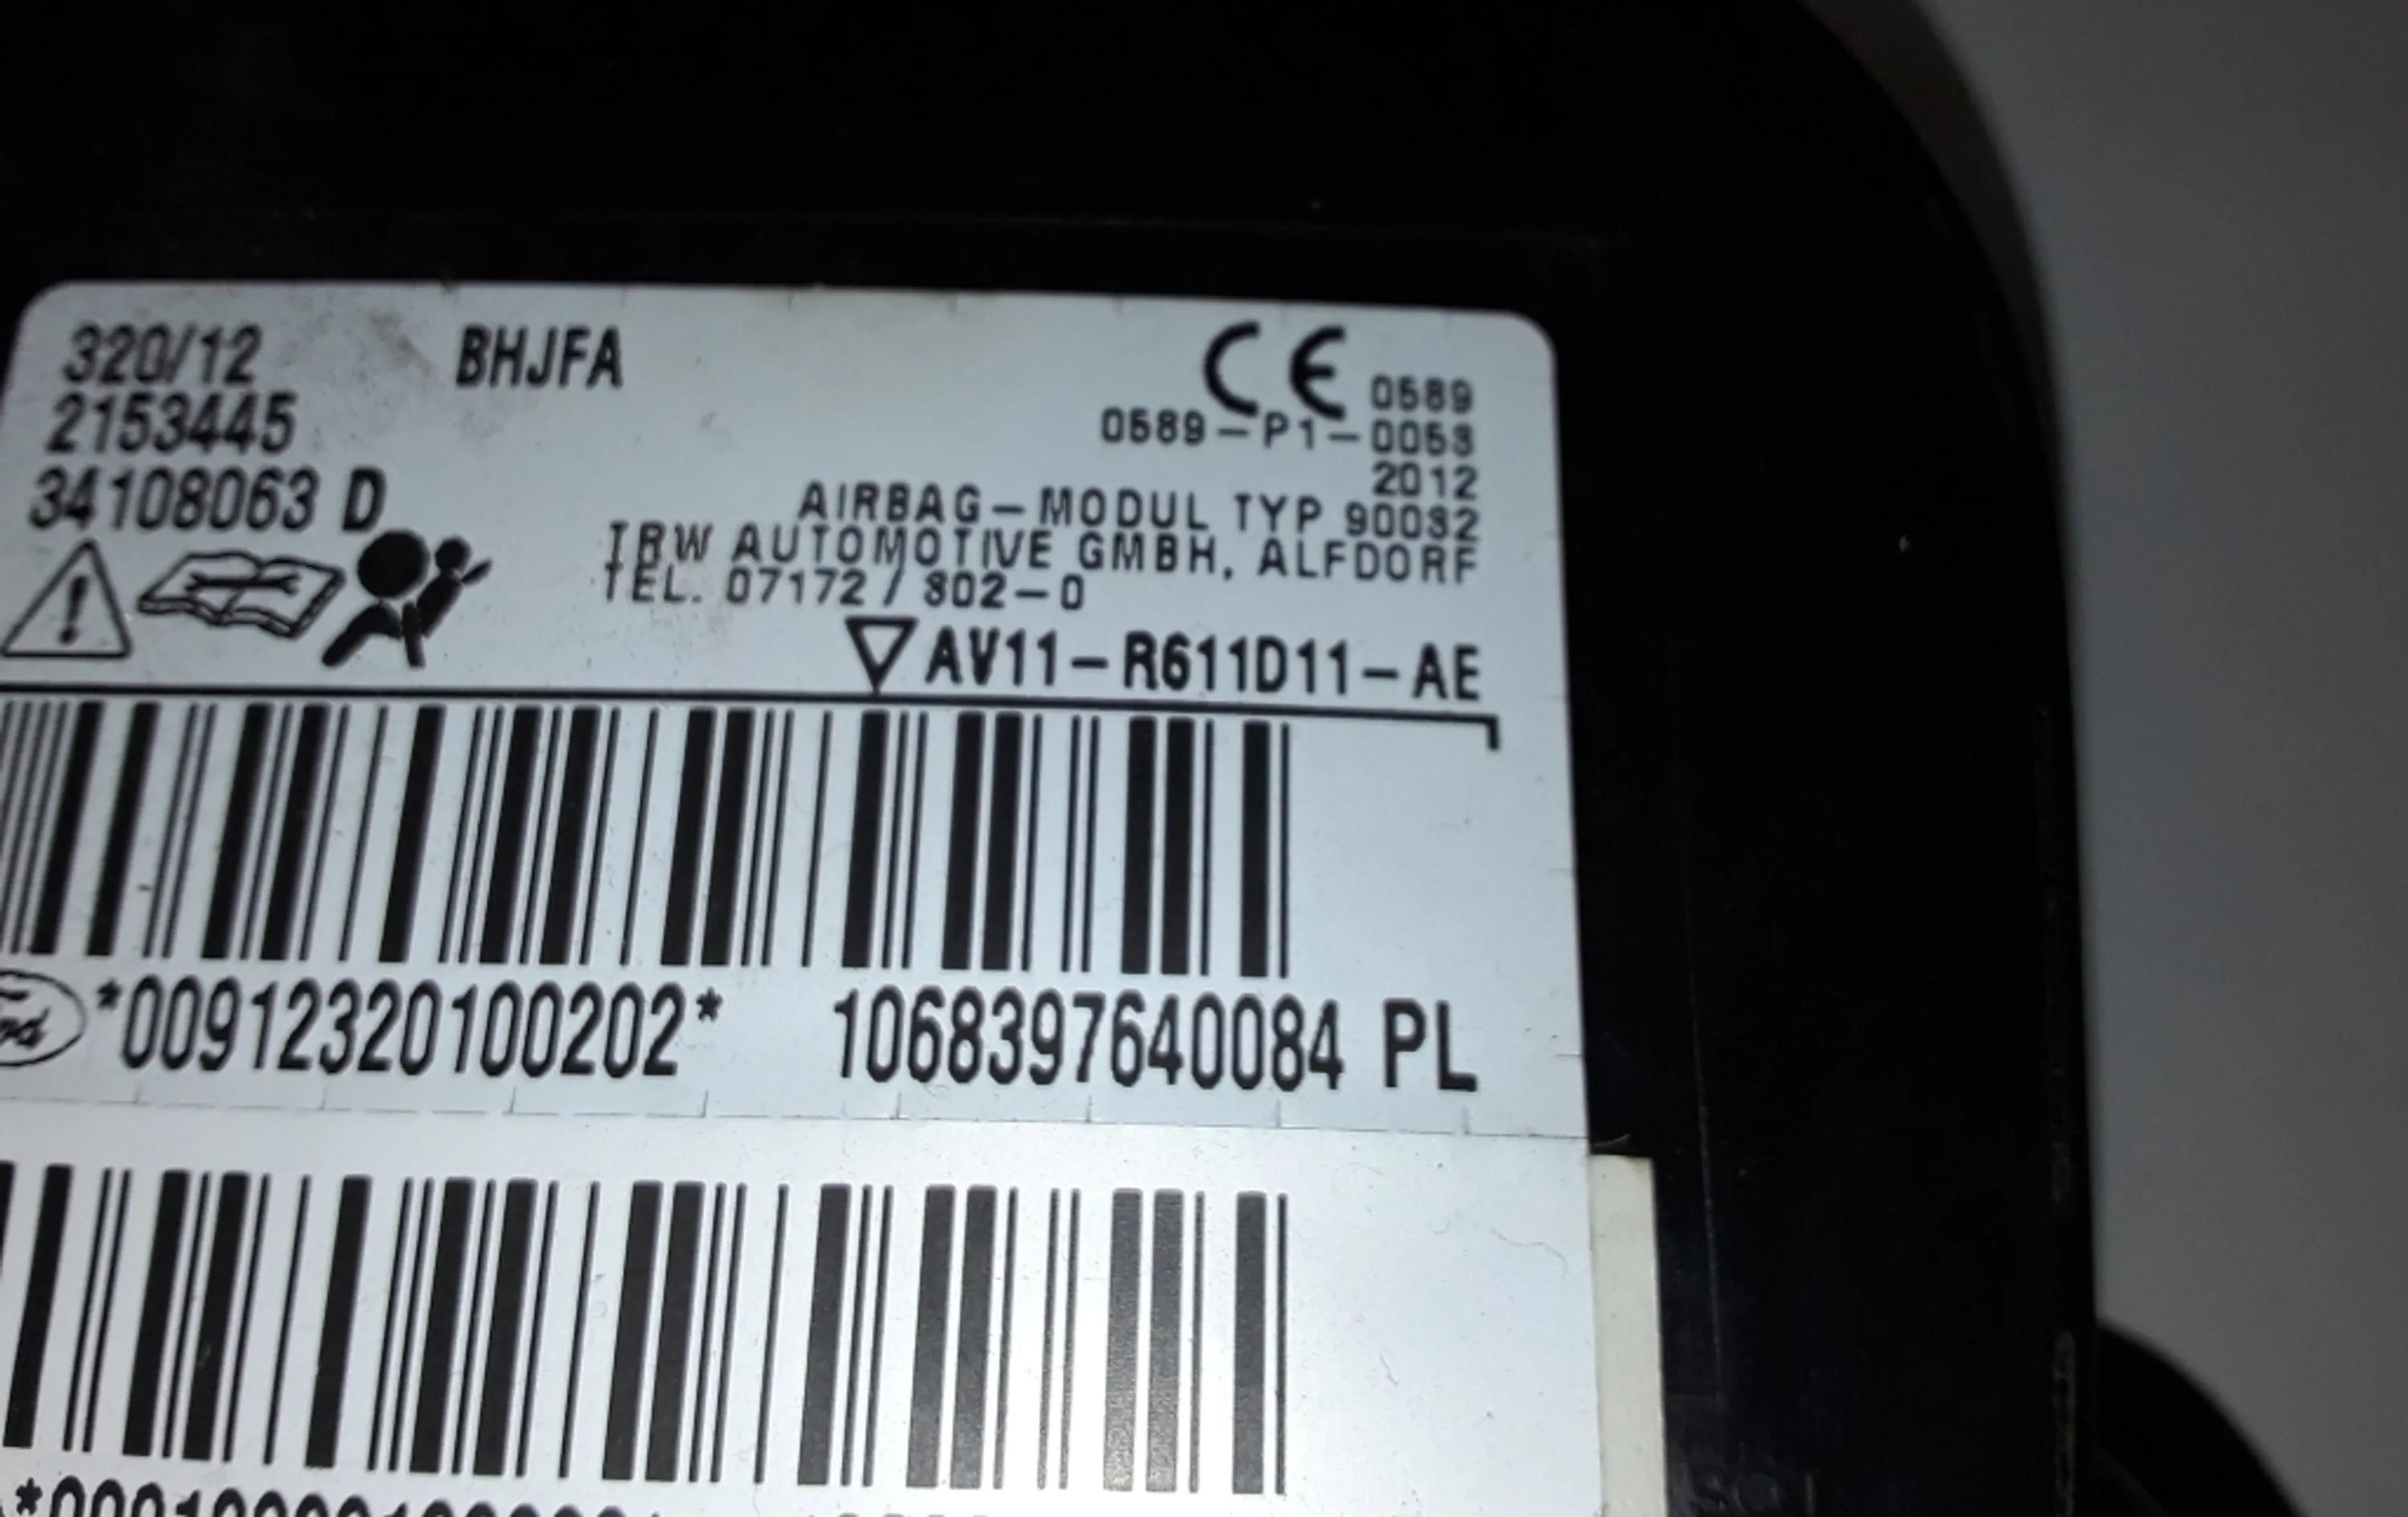 320/12 BHJFA
CE 0589
2153445
0589-P1-0053
2012
34108063 D
AIRBAG-MODUL TYP 90032
TRW AUTOMOTIVE GMBH, ALFDORF
TEL. 07172 / 302-0
AV11-R611D11-AE
*00912320100202* 1068397640084 PL